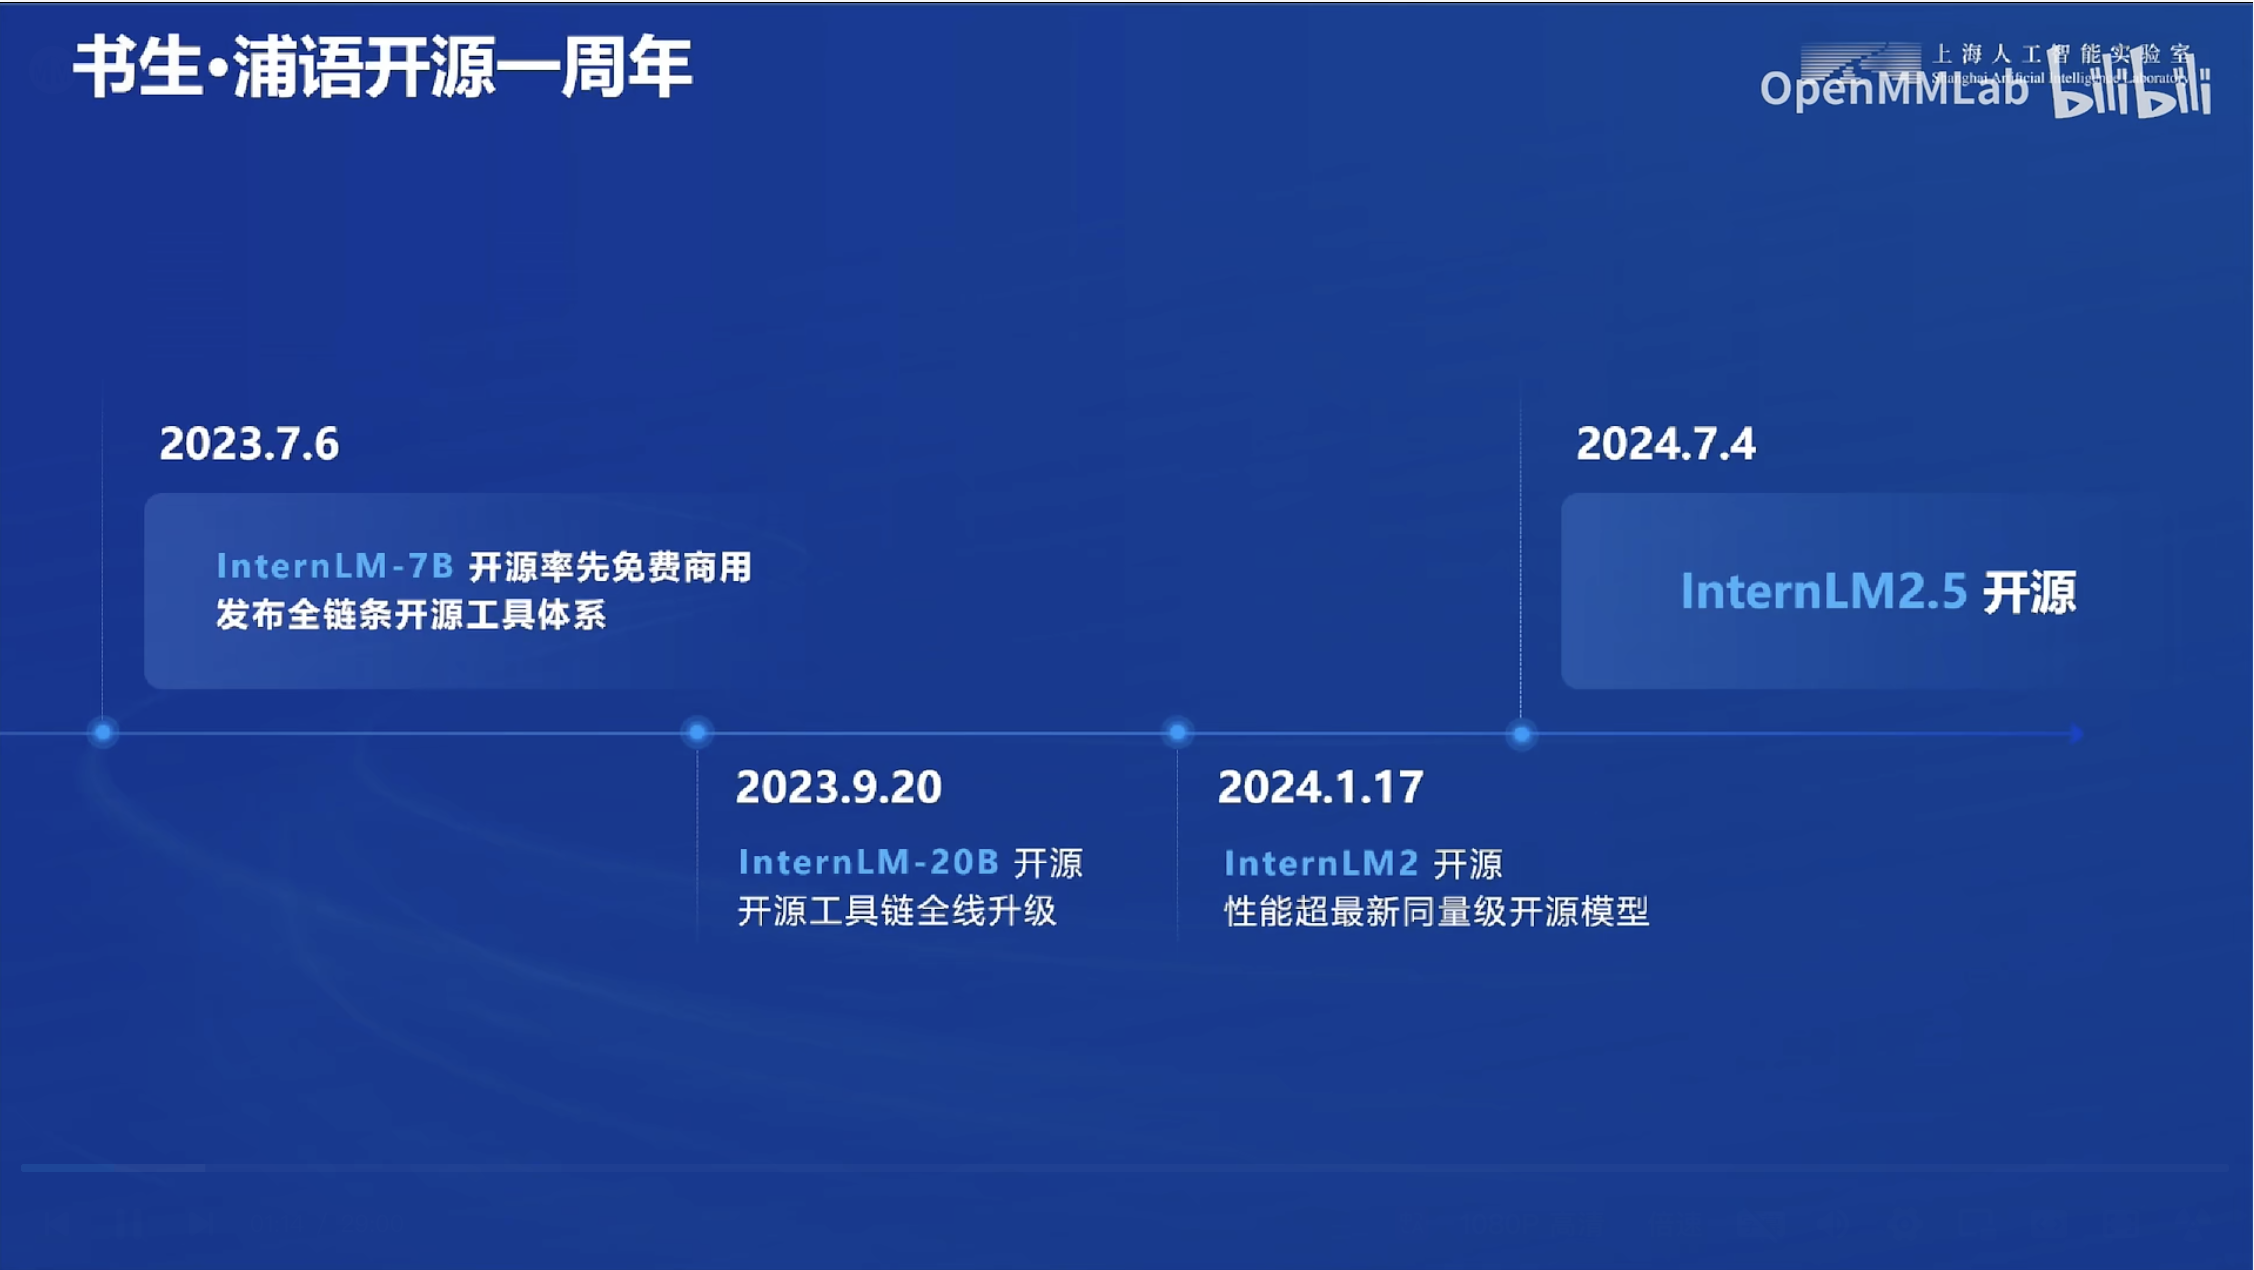 书生•浦语开源一周年
上海人工智能实验室
Shanghai Artificial Intelligence Laboratory
OpenMMLab bilibili
2023.7.6
InternLM-7B 开源率先免费商用
发布全链条开源工具体系
2024.7.4
InternLM2.5 开源
2023.9.20
InternLM-20B 开源
开源工具链全线升级
2024.1.17
InternLM2 开源
性能超最新同量级开源模型